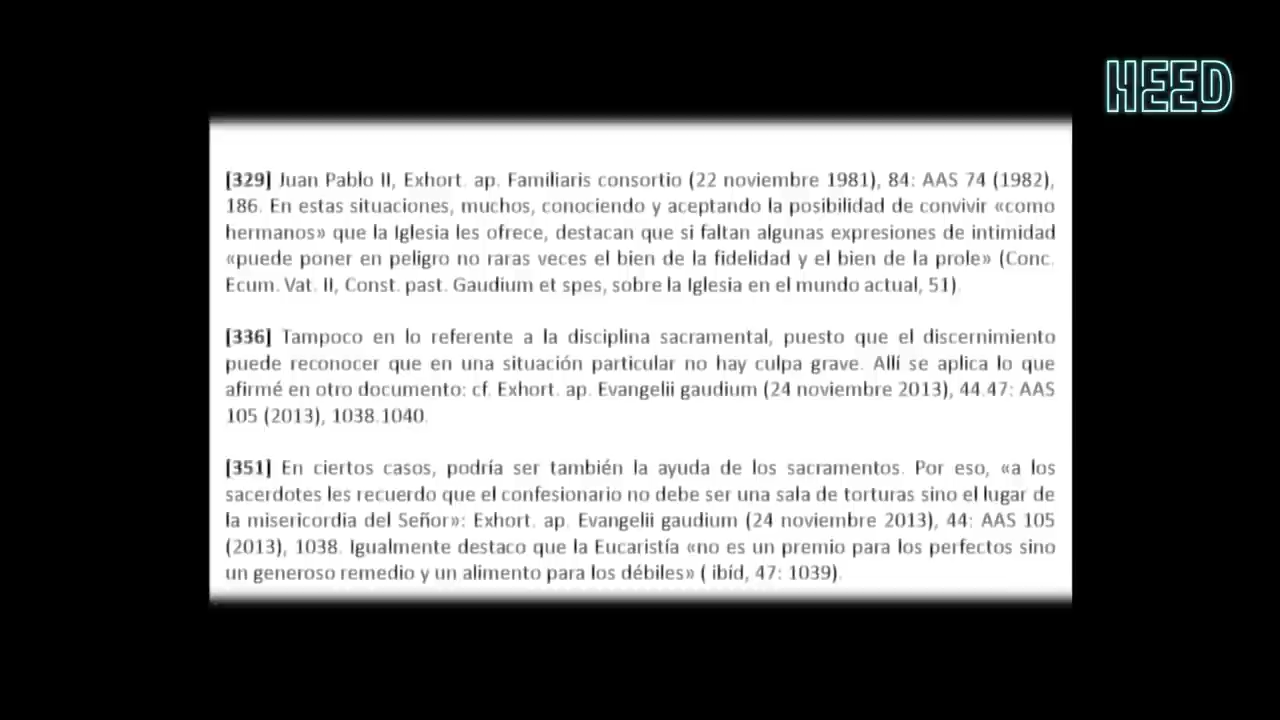 HEED
[329] Juan Pablo II, Exhort. ap. Familiaris consortio (22 noviembre 1981), 84: AAS 74 (1982),
186. En estas situaciones, muchos, conociendo y aceptando la posibilidad de convivir «como
hermanos» que la Iglesia les ofrece, destacan que si faltan algunas expresiones de intimidad
«puede poner en peligro no raras veces el bien de la fidelidad y el bien de la prole» (Conc.
Ecum. Vat. II, Const. past. Gaudium et spes, sobre la Iglesia en el mundo actual, 51).
[336] Tampoco en lo referente a la disciplina sacramental, puesto que el discernimiento
puede reconocer que en una situación particular no hay culpa grave. Allí se aplica lo que
afirmé en otro documento: cf. Exhort. ap. Evangelii gaudium (24 noviembre 2013), 44.47: AAS
105 (2013), 1038.1040.
[351] En ciertos casos, podría ser también la ayuda de los sacramentos. Por eso, «a los
sacerdotes les recuerdo que el confesionario no debe ser una sala de torturas sino el lugar de
la misericordia del Señor»: Exhort. ap. Evangelii gaudium (24 noviembre 2013), 44: AAS 105
(2013), 1038. Igualmente destaco que la Eucaristía «no es un premio para los perfectos sino
un generoso remedio y un alimento para los débiles» ( ibíd, 47: 1039).